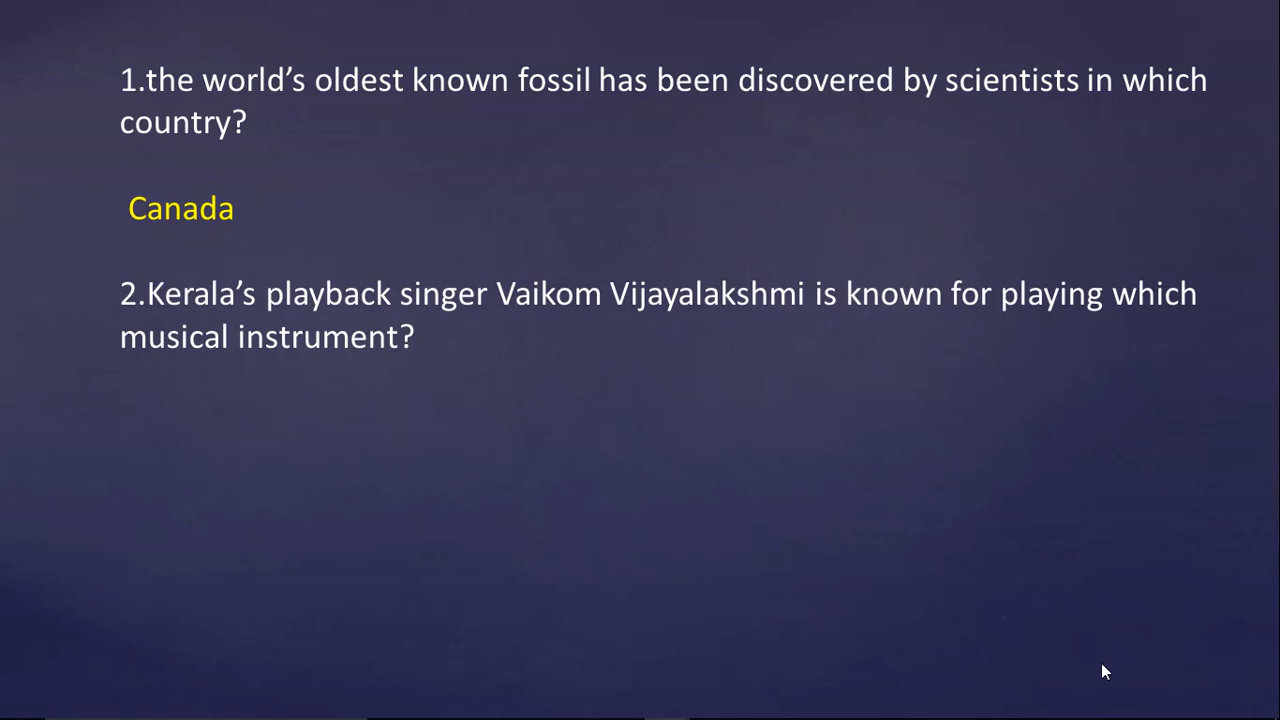 1.the world’s oldest known fossil has been discovered by scientists in which
country?
Canada
2.Kerala’s playback singer Vaikom Vijayalakshmi is known for playing which
musical instrument?